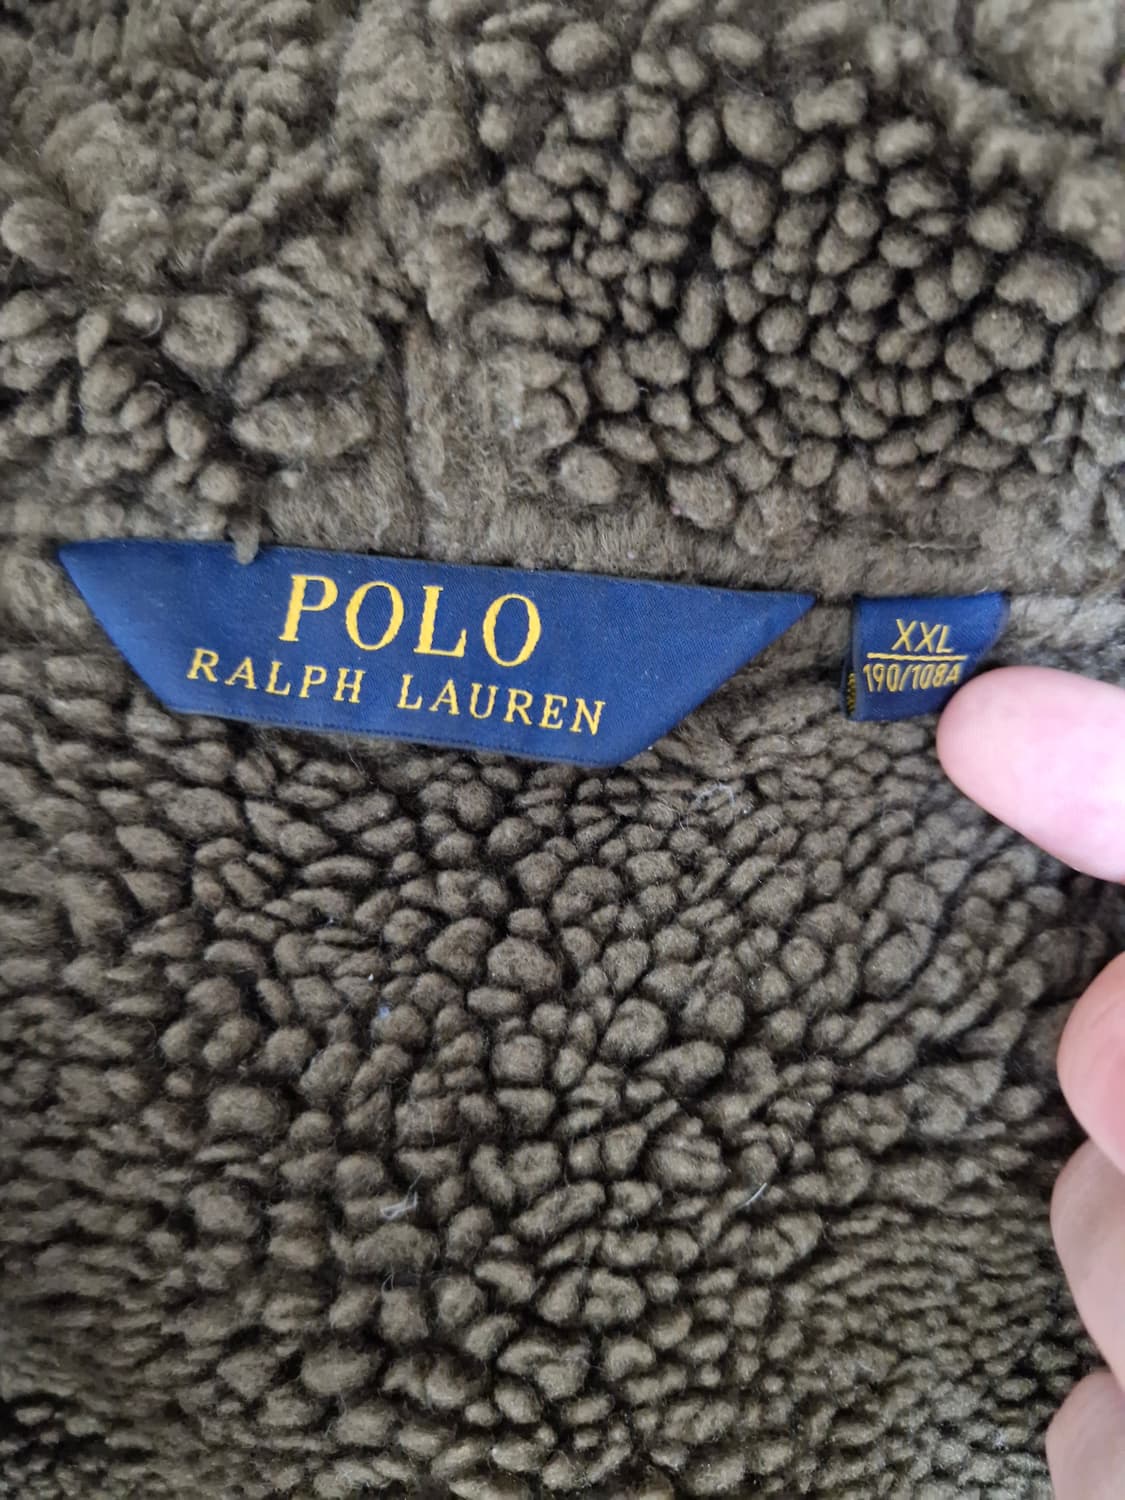 POLO
RALPH LAUREN
XXL
190/108A